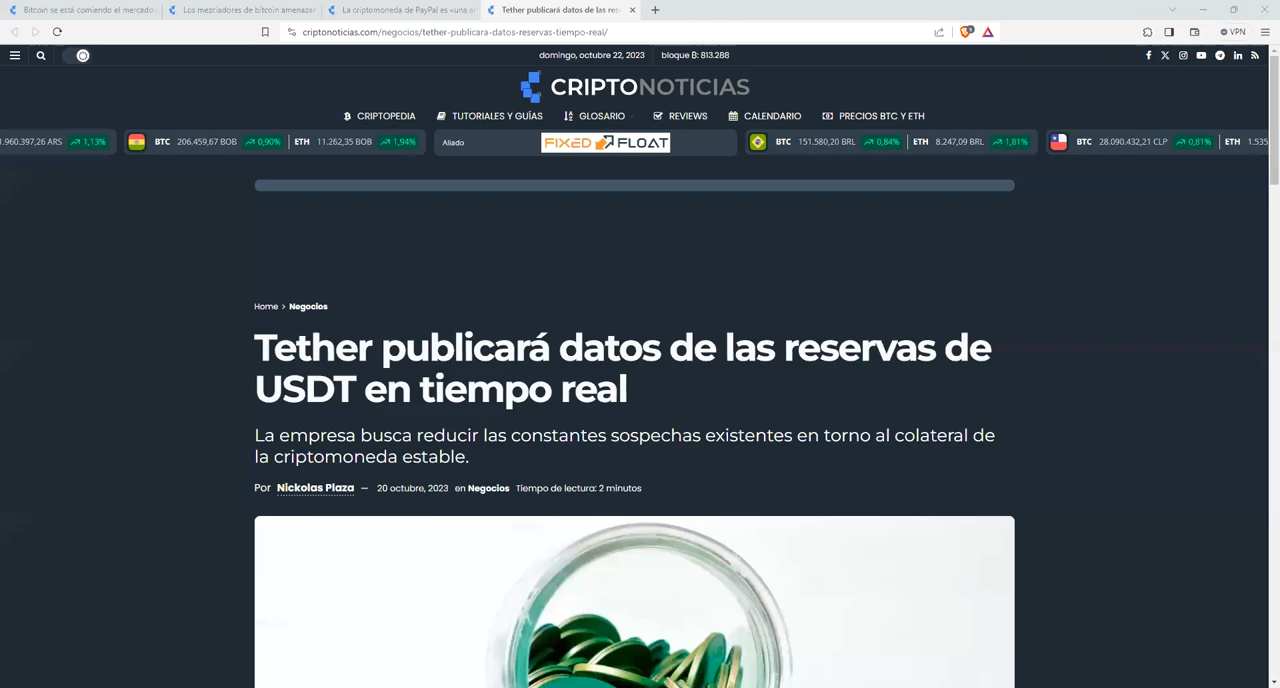 Bitcoin se está comiendo el mercado
Los mezcladores de bitcoin amenazan
La criptomoneda de PayPal es «una es
Tether publicará datos de las res
criptonoticias.com/negocios/tether-publicara-datos-reservas-tiempo-real/
VPN
domingo, octubre 22, 2023
bloque ₿: 813.288
CRIPTONOTICIAS
CRIPTOPEDIA
TUTORIALES Y GUÍAS
GLOSARIO
REVIEWS
CALENDARIO
PRECIOS BTC Y ETH
1.960.397,26 ARS 1,13%
BTC 206.459,67 BOB 0,90% ETH 11.262,35 BOB 1,94%
Aliado
FIXED FLOAT
BTC 151.580,20 BRL 0,84% ETH 8.247,09 BRL 1,81%
BTC 28.090.432,21 CLP 0,81% ETH 1.535
Home > Negocios
Tether publicará datos de las reservas de
USDT en tiempo real
La empresa busca reducir las constantes sospechas existentes en torno al colateral de
la criptomoneda estable.
Por Nickolas Plaza — 20 octubre, 2023 en Negocios Tiempo de lectura: 2 minutos